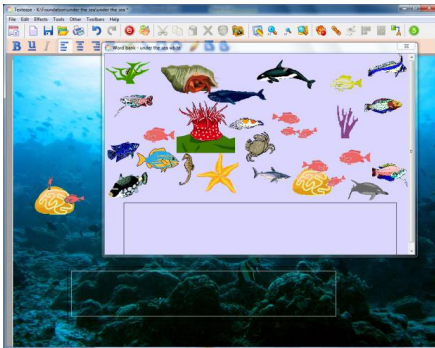 Textease - K:\Foundation\under the sea\under the sea *
File Edit Effects Tools Other Toolbars Help
B U I
Word bank - under the sea